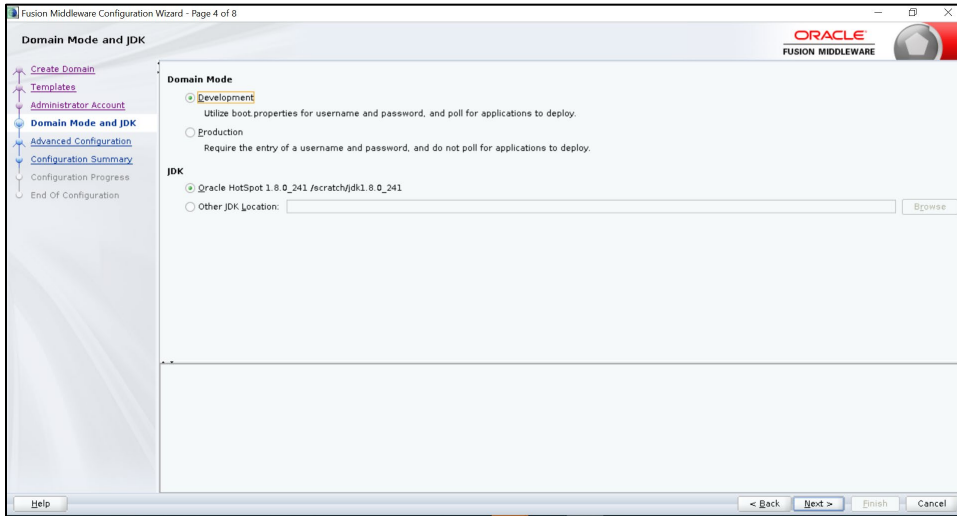 Fusion Middleware Configuration Wizard - Page 4 of 8
Domain Mode and JDK
ORACLE
FUSION MIDDLEWARE
Create Domain
Templates
Administrator Account
Domain Mode and JDK
Advanced Configuration
Configuration Summary
Configuration Progress
End Of Configuration
Domain Mode
Development
Utilize boot.properties for username and password, and poll for applications to deploy.
Production
Require the entry of a username and password, and do not poll for applications to deploy.
JDK
Oracle HotSpot 1.8.0_241 /scratch/jdk1.8.0_241
Other JDK Location:
Browse
Help
< Back
Next >
Finish
Cancel